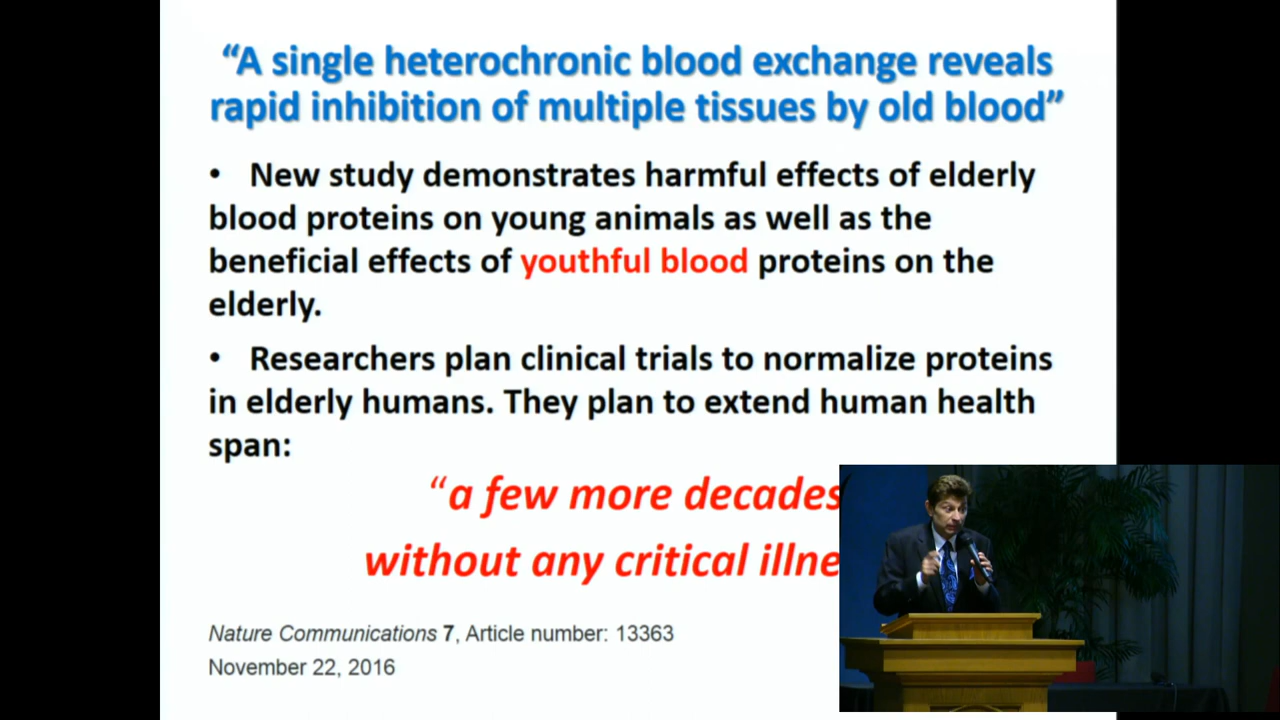 “A single heterochronic blood exchange reveals
rapid inhibition of multiple tissues by old blood”
• New study demonstrates harmful effects of elderly
blood proteins on young animals as well as the
beneficial effects of youthful blood proteins on the
elderly.
• Researchers plan clinical trials to normalize proteins
in elderly humans. They plan to extend human health
span:
“a few more decades
without any critical
Nature Communications 7, Article number: 13363
November 22, 2016